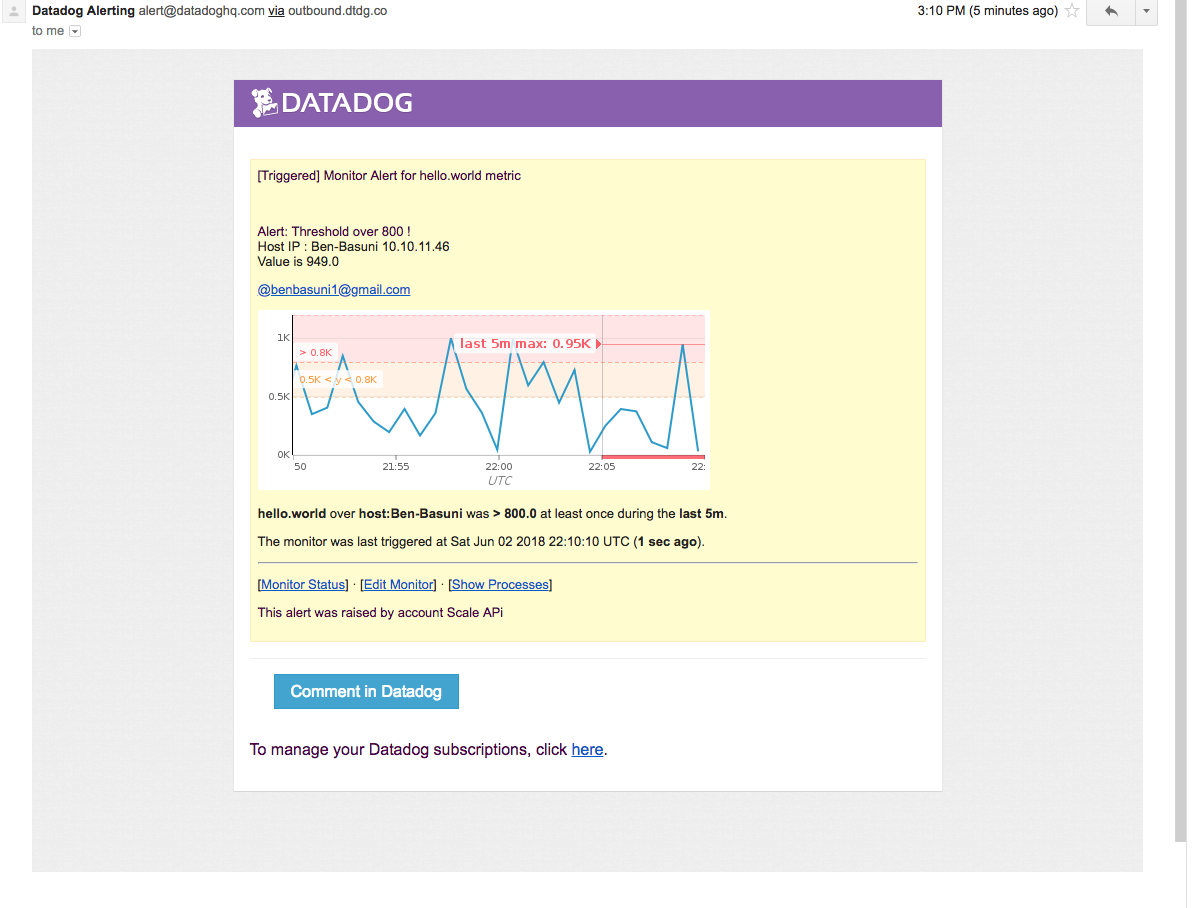 Datadog Alerting alert@datadoghq.com via outbound.dtdg.co
3:10 PM (5 minutes ago)
to me
DATADOG
[Triggered] Monitor Alert for hello.world metric
Alert: Threshold over 800 !
Host IP : Ben-Basuni 10.10.11.46
Value is 949.0
@benbasuni1@gmail.com
1K
last 5m max: 0.95K
> 0.8K
0.5K < y < 0.8K
0.5K
0K
50 21:55 22:00 22:05 22:
UTC
hello.world over host:Ben-Basuni was > 800.0 at least once during the last 5m.
The monitor was last triggered at Sat Jun 02 2018 22:10:10 UTC (1 sec ago).
[Monitor Status] · [Edit Monitor] · [Show Processes]
This alert was raised by account Scale APi
Comment in Datadog
To manage your Datadog subscriptions, click here.